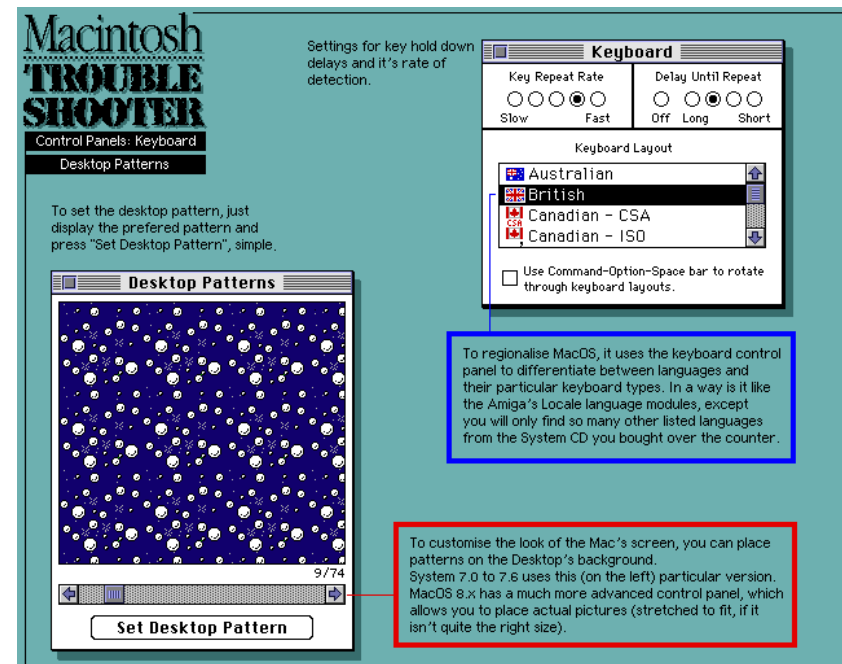 Macintosh
TROUBLE
SHOOTER
Control Panels: Keyboard
Desktop Patterns
Settings for key hold down
delays and it's rate of
detection.
Keyboard
Key Repeat Rate
Slow Fast
Delay Until Repeat
Off Long Short
Keyboard Layout
Australian
British
CSA
Canadian - CSA
Canadian - ISO
Use Command-Option-Space bar to rotate
through keyboard layouts.
To set the desktop pattern, just
display the prefered pattern and
press "Set Desktop Pattern", simple.
Desktop Patterns
9/74
Set Desktop Pattern
To regionalise MacOS, it uses the keyboard control
panel to differentiate between languages and
their particular keyboard types. In a way is it like
the Amiga's Locale language modules, except
you will only find so many other listed languages
from the System CD you bought over the counter.
To customise the look of the Mac's screen, you can place
patterns on the Desktop's background.
System 7.0 to 7.6 uses this (on the left) particular version.
MacOS 8.x has a much more advanced control panel, which
allows you to place actual pictures (stretched to fit, if it
isn't quite the right size).